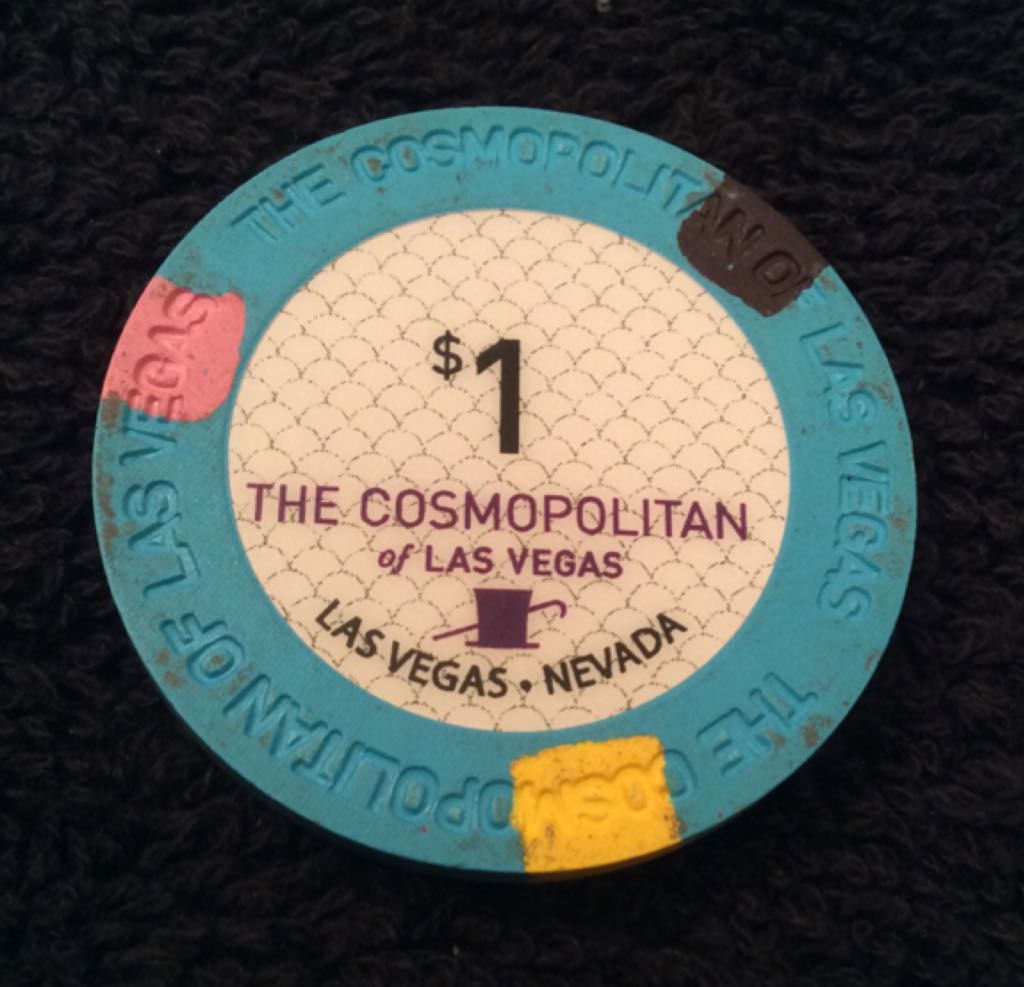 THE COSMOPOLITAN OF LAS VEGAS
THE COSMOPOLITAN OF LAS VEGAS
$1
THE COSMOPOLITAN
of LAS VEGAS
LAS VEGAS • NEVADA